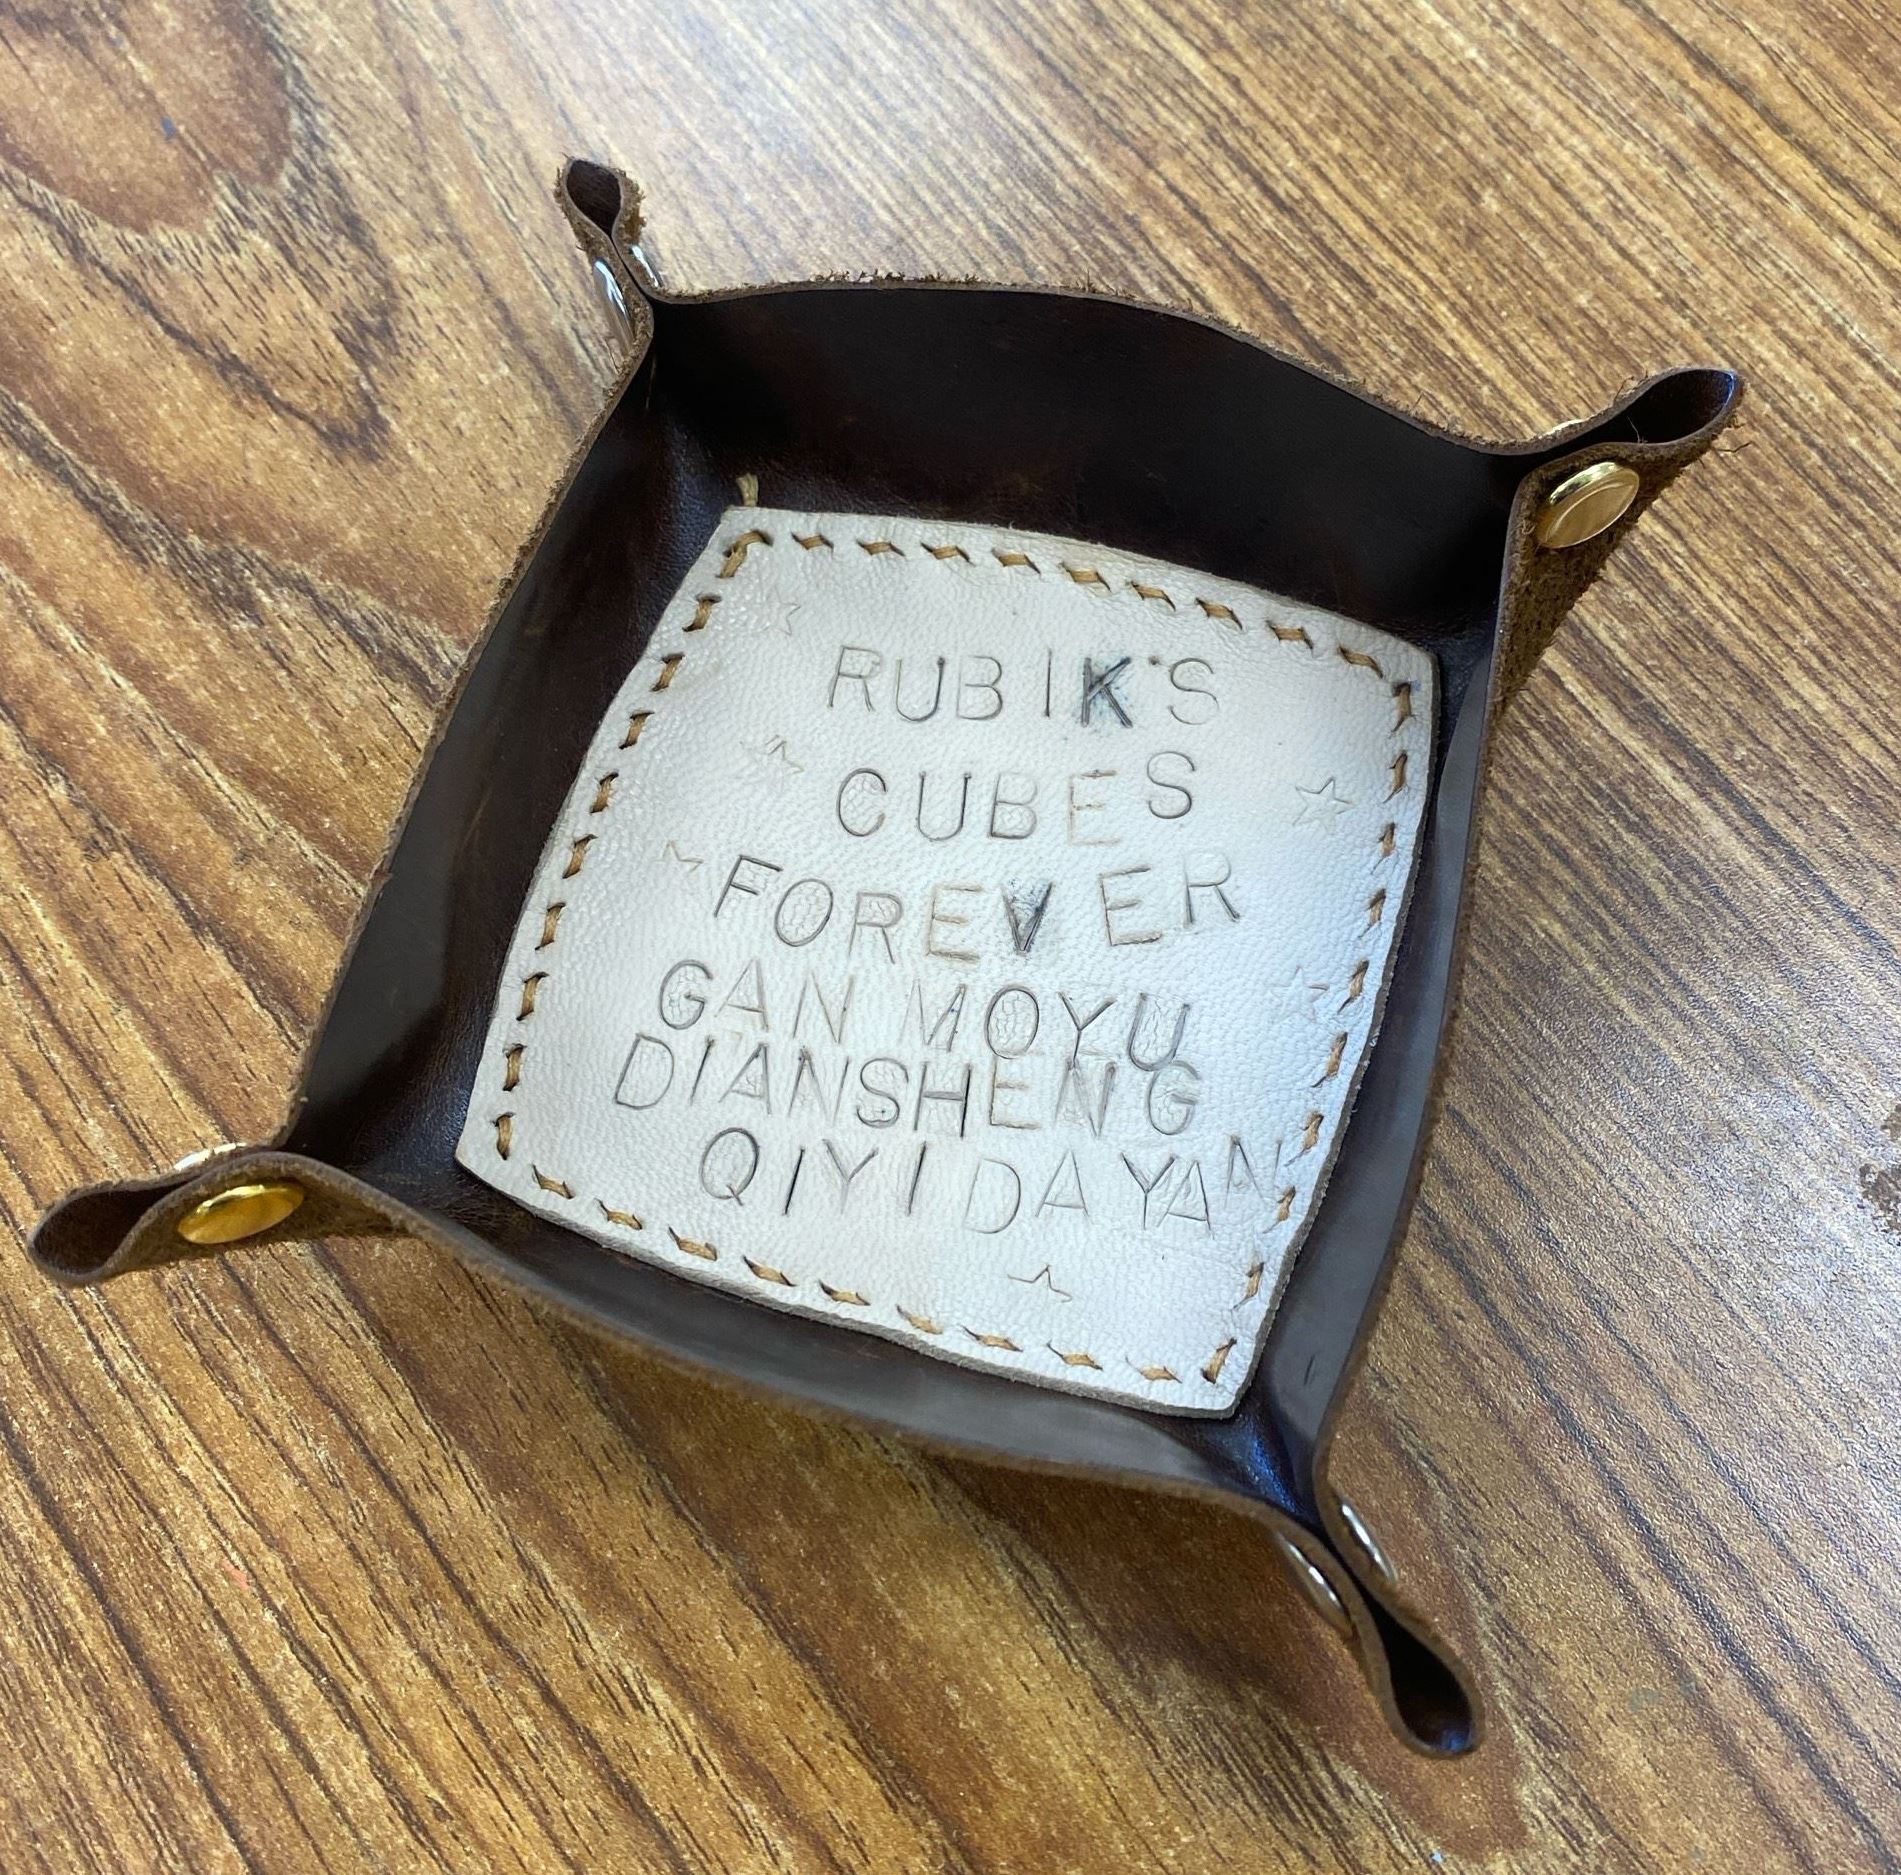 RUBIK'S
CUBES
FOREVER
GAN MOYU
DIANSHENG
QIYI DAYAN